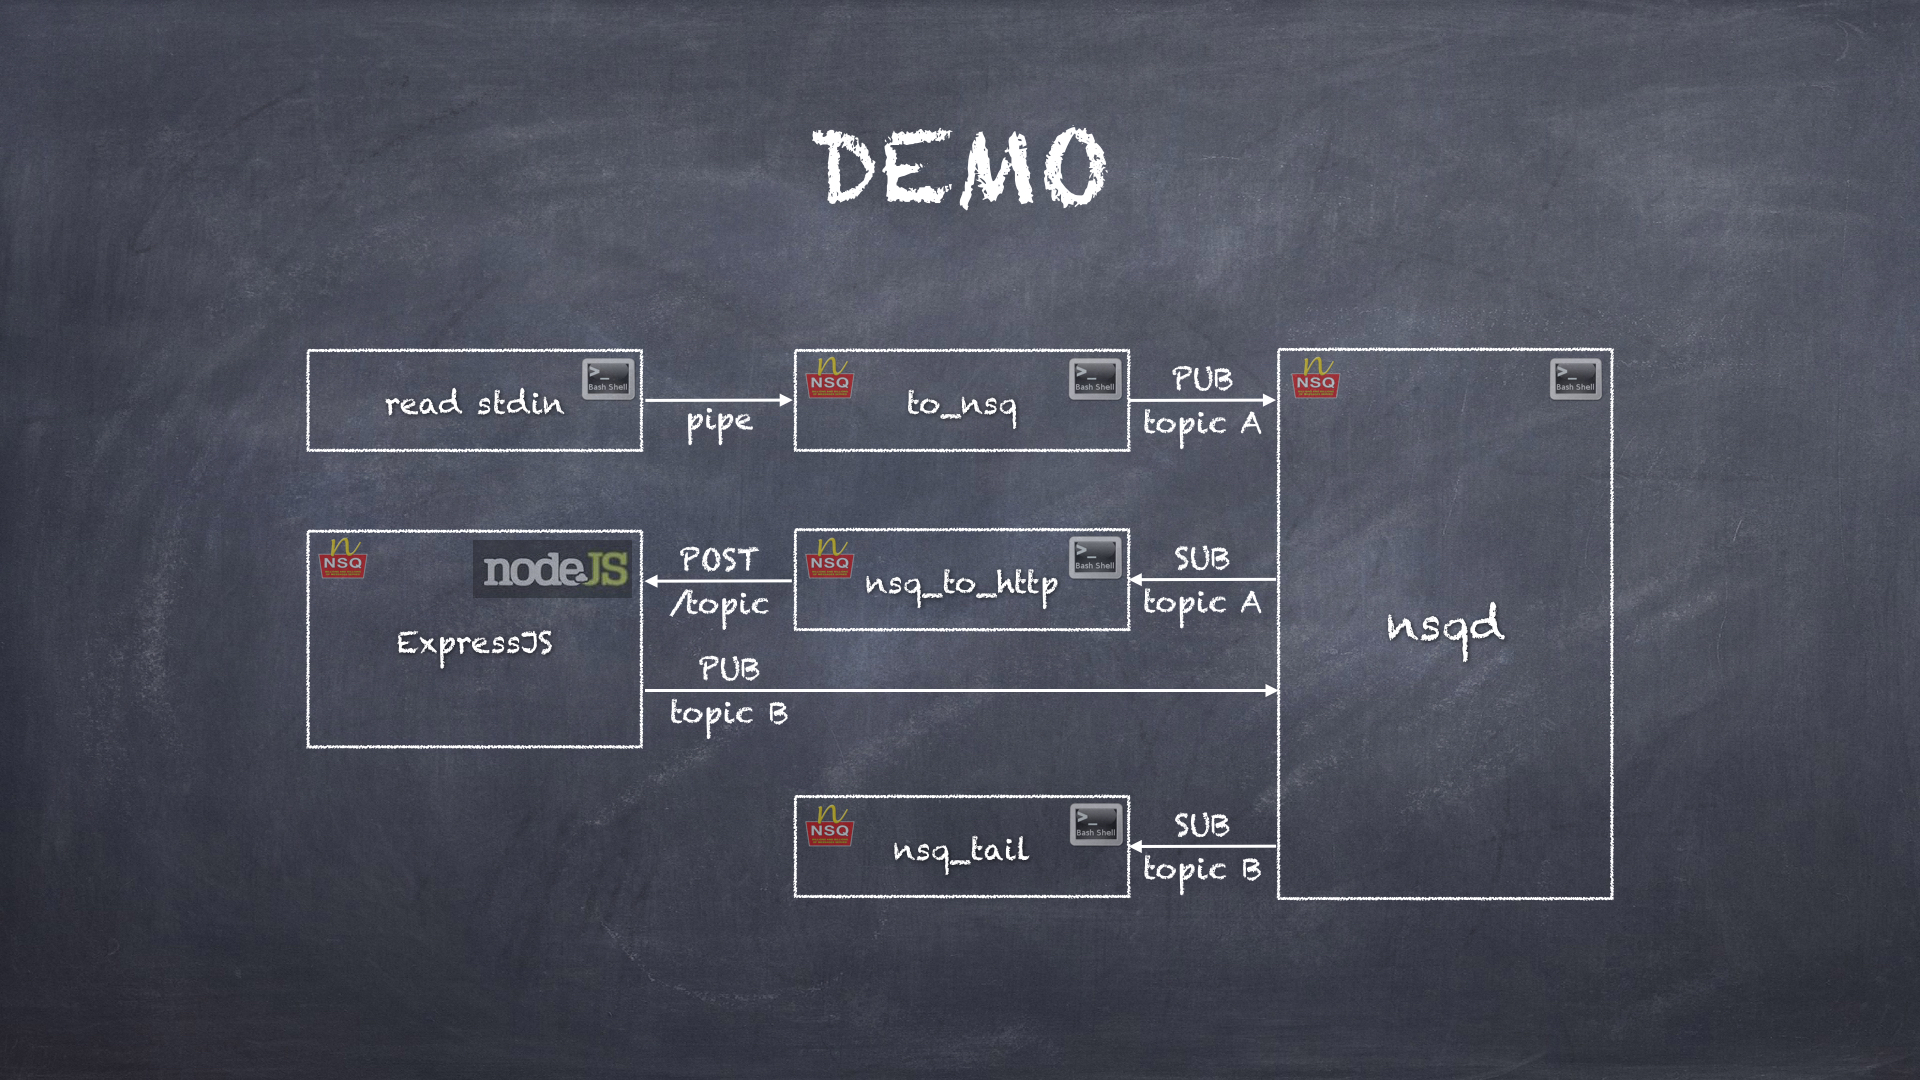 DEMO
read stdin
>_
Bash Shell
pipe
n
NSQ
to_nsq
>_
Bash Shell
PUB
topic A
n
NSQ
>_
Bash Shell
nsqd
n
NSQ
nodeJS
ExpressJS
POST
/topic
n
NSQ
nsq_to_http
>_
Bash Shell
SUB
topic A
PUB
topic B
n
NSQ
nsq_tail
>_
Bash Shell
SUB
topic B